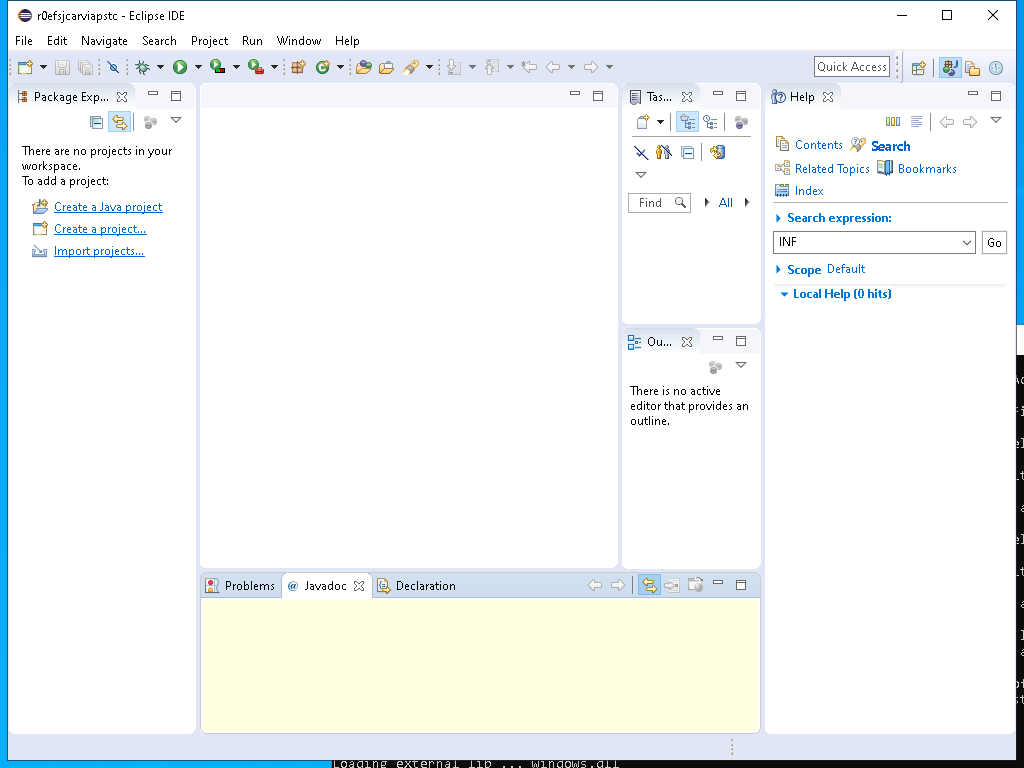 r0efsjcarviapstc - Eclipse IDE
File Edit Navigate Search Project Run Window Help
Quick Access
Package Exp...
There are no projects in your
workspace.
To add a project:
Create a Java project
Create a project...
Import projects...
Tas...
Find
All
Ou...
There is no active
editor that provides an
outline.
Help
Contents Search
Related Topics Bookmarks
Index
Search expression:
INF
Go
Scope Default
Local Help (0 hits)
Problems @ Javadoc Declaration
Loading external lib ... Windows.dll